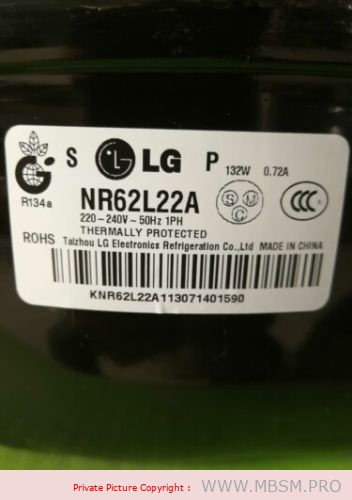 S LG P 132W 0.72A
R134a NR62L22A S M C CCC
220-240V~50Hz 1PH
THERMALLY PROTECTED
ROHS Taizhou LG Electronics Refrigeration Co.,Ltd MADE IN CHINA
KNR62L22A113071401590
Private Picture Copyright : WWW.MBSM.PRO